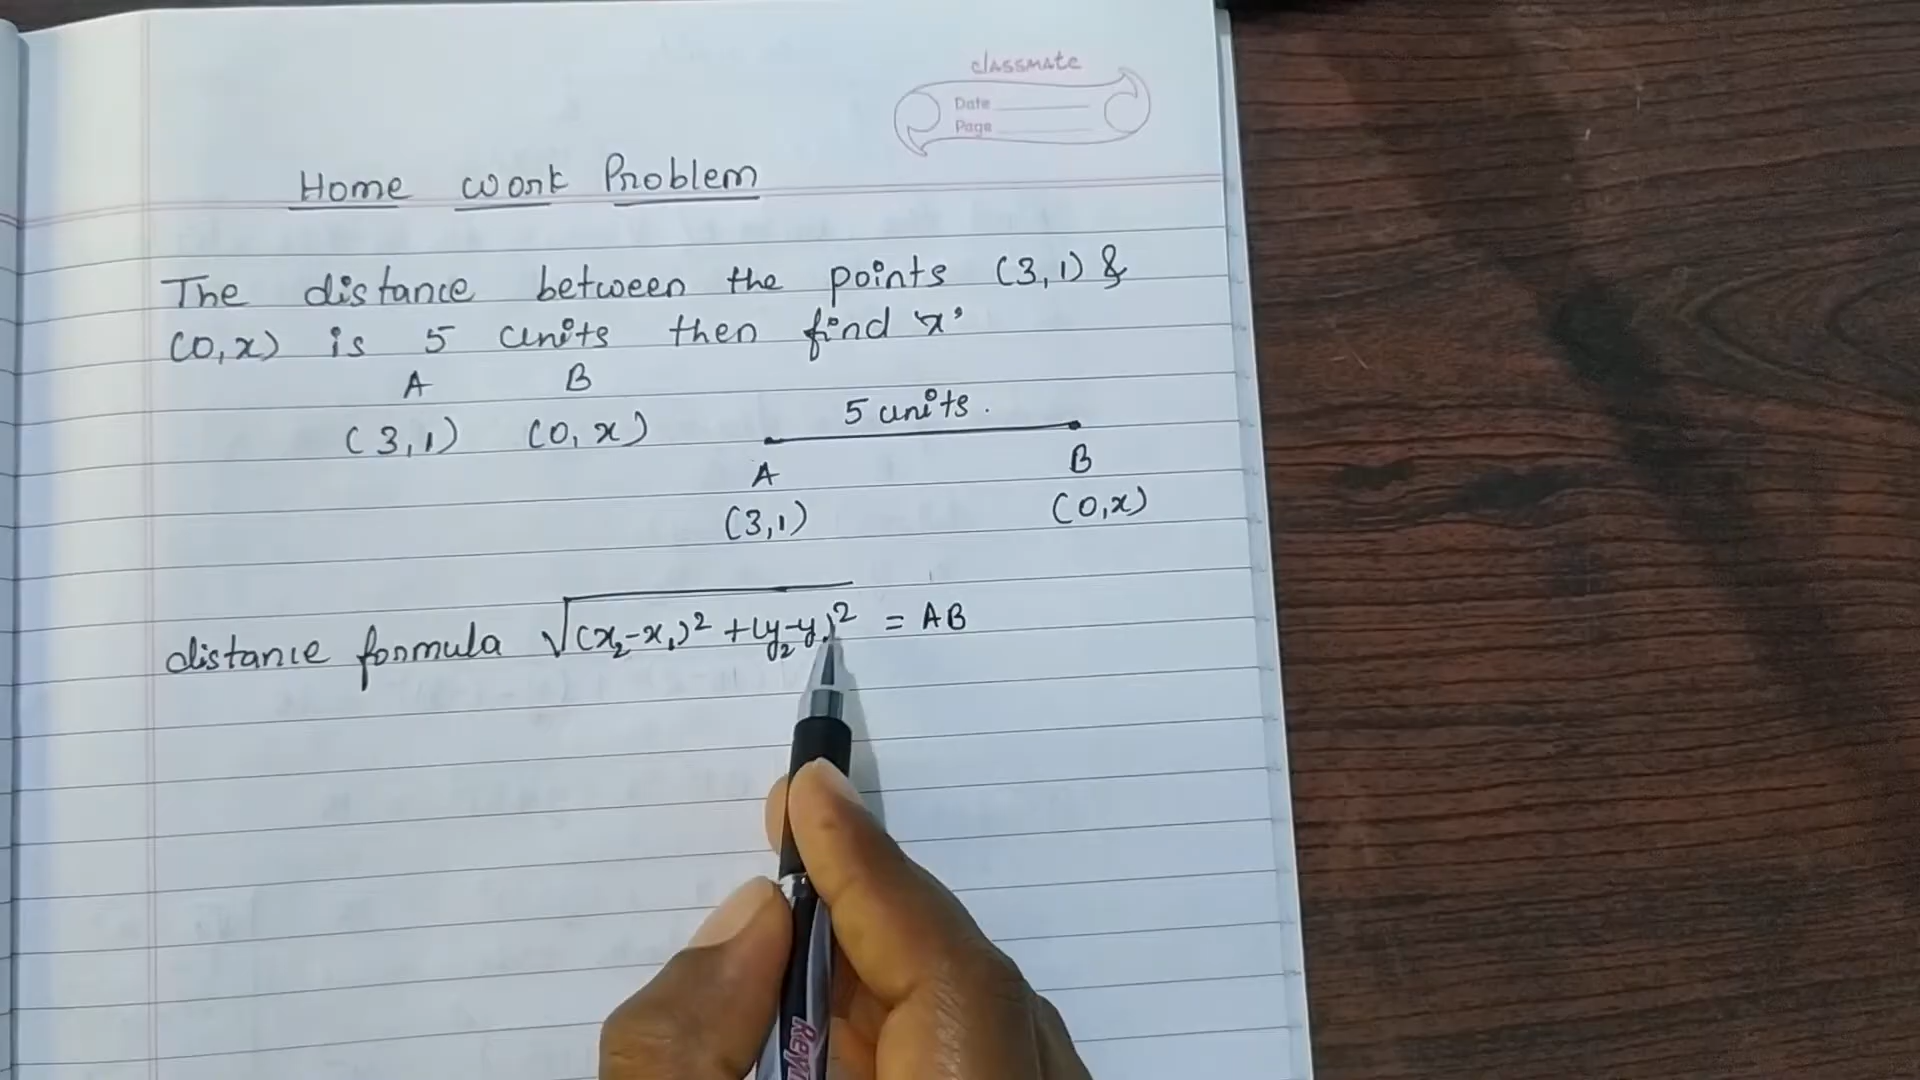 classmate
Date
Page
Home work Problem
The distance between the points (3,1) &
(0,x) is 5 units then find 'x'
A B
(3,1) (0,x)
5 units.
A B
(3,1) (0,x)
distance formula √(x₂-x₁)² + (y₂-y₁)² = AB